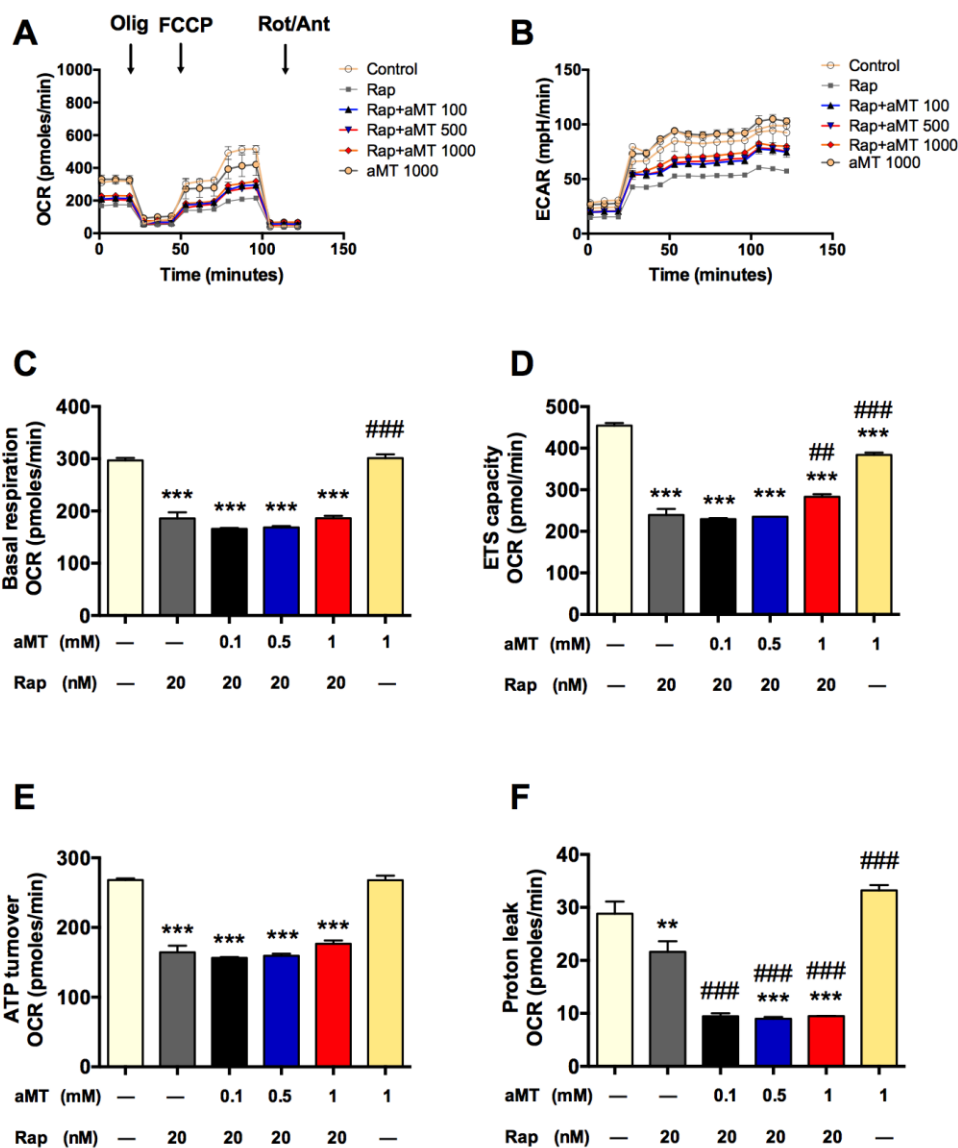 A
Olig FCCP Rot/Ant
1000
800
600
400
200
0
0 50 100 150
OCR (pmoles/min)
Time (minutes)
Control
Rap
Rap+aMT 100
Rap+aMT 500
Rap+aMT 1000
aMT 1000
B
150
100
50
0
0 50 100 150
ECAR (mpH/min)
Time (minutes)
Control
Rap
Rap+aMT 100
Rap+aMT 500
Rap+aMT 1000
aMT 1000
C
Basal respiration
OCR (pmoles/min)
400
300
200
100
0
*** *** *** *** ###
aMT (mM) — — 0.1 0.5 1 1
Rap (nM) — 20 20 20 20 —
D
ETS capacity
OCR (pmol/min)
500
400
300
200
100
0
###
## ***
*** *** *** ***
aMT (mM) — — 0.1 0.5 1 1
Rap (nM) — 20 20 20 20 —
E
ATP turnover
OCR (pmoles/min)
300
200
100
0
*** *** *** ***
aMT (mM) — — 0.1 0.5 1 1
Rap (nM) — 20 20 20 20 —
F
Proton leak
OCR (pmoles/min)
40
30
20
10
0
###
**
### ### ###
*** ***
aMT (mM) — — 0.1 0.5 1 1
Rap (nM) — 20 20 20 20 —